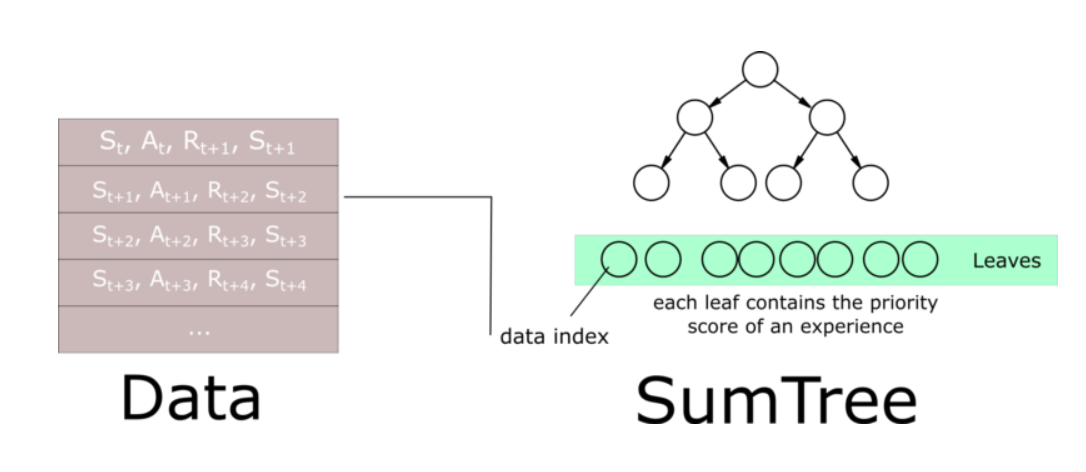 S_t, A_t, R_{t+1}, S_{t+1}
S_{t+1}, A_{t+1}, R_{t+2}, S_{t+2}
S_{t+2}, A_{t+2}, R_{t+3}, S_{t+3}
S_{t+3}, A_{t+3}, R_{t+4}, S_{t+4}
...
Data
Leaves
each leaf contains the priority
score of an experience
data index
SumTree